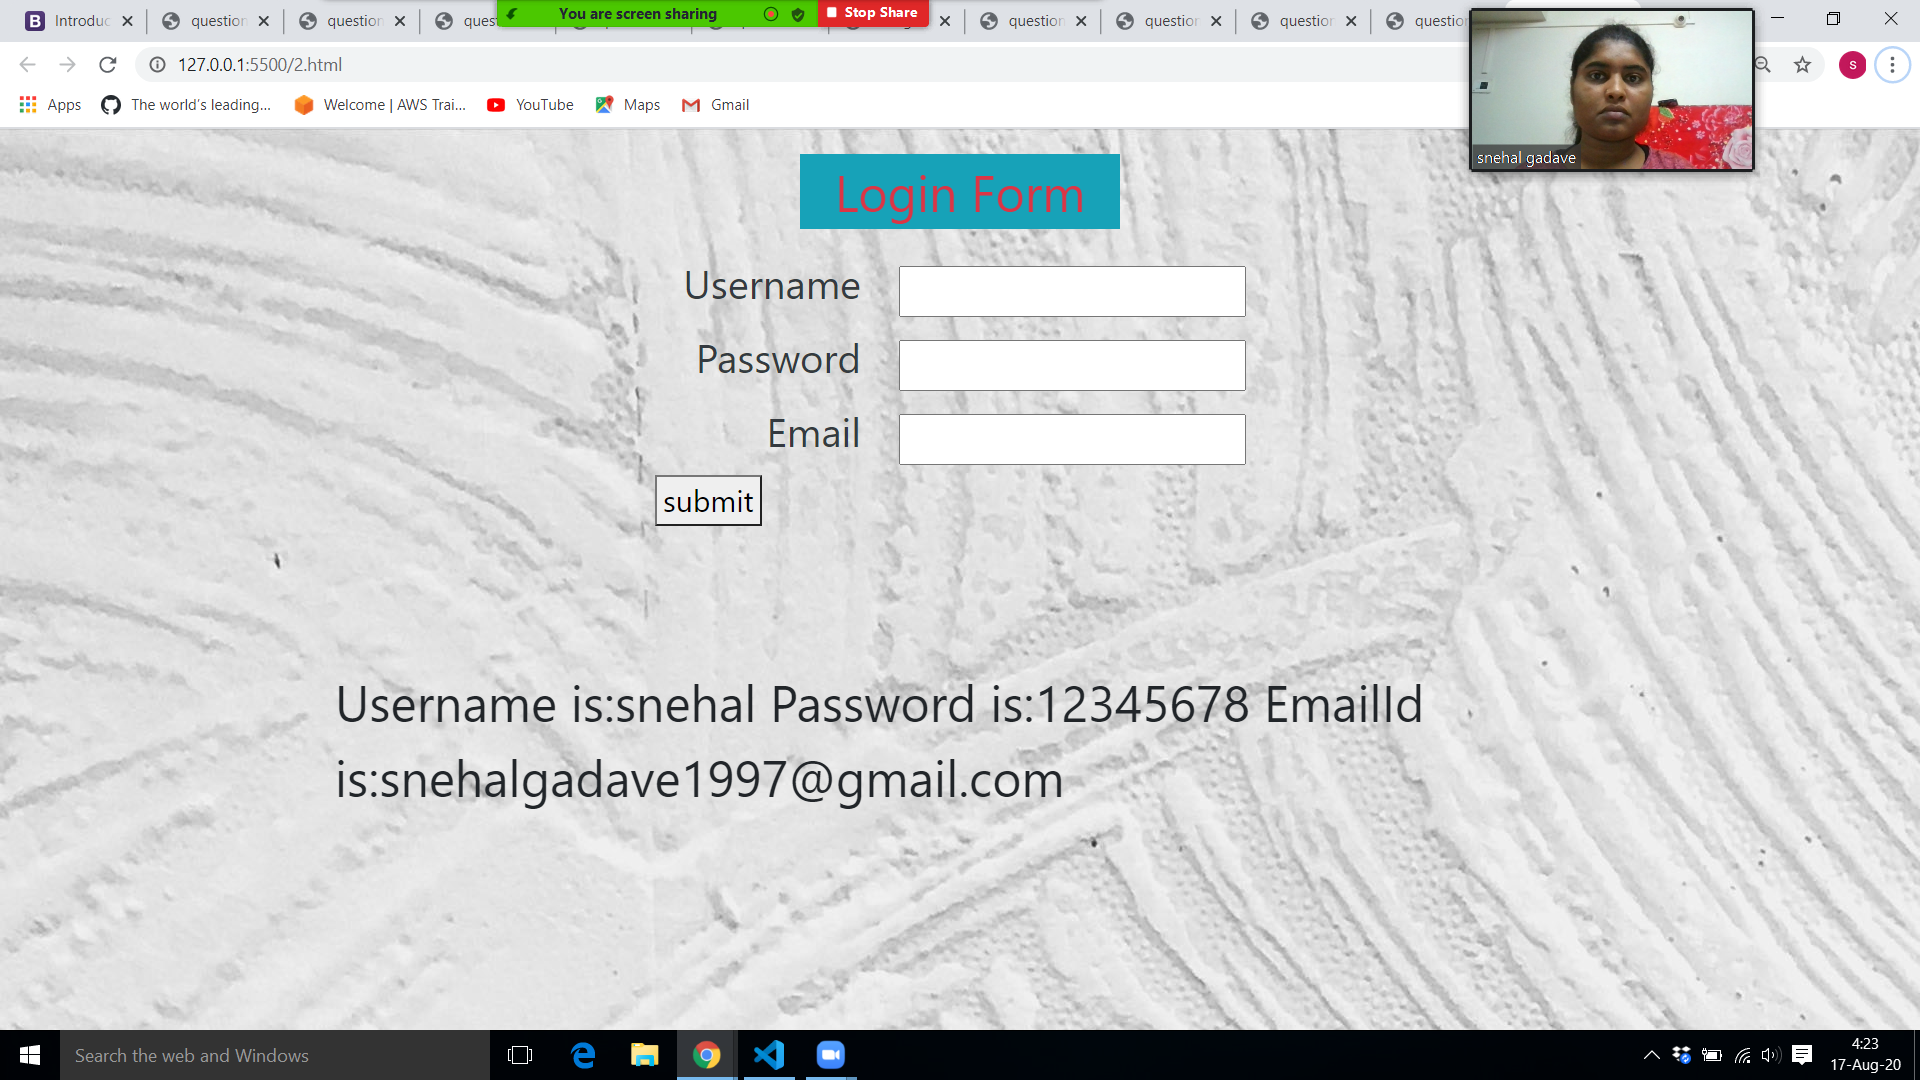 Introduc
question
question
ques
You are screen sharing
Stop Share
question
question
question
question
127.0.0.1:5500/2.html
s
Apps
The world's leading...
Welcome | AWS Trai...
YouTube
Maps
Gmail
snehal gadave
Login Form
Username
Password
Email
submit
Username is:snehal Password is:12345678 EmailId
is:snehalgadave1997@gmail.com
Search the web and Windows
4:23
17-Aug-20